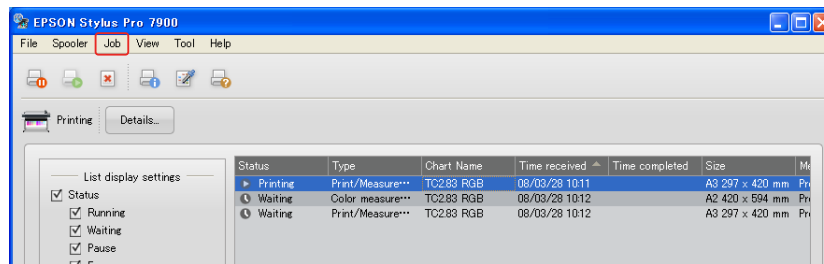 EPSON Stylus Pro 7900
File Spooler Job View Tool Help
Printing Details...
List display settings
Status
Running
Waiting
Pause
Status Type Chart Name Time received Time completed Size
Printing Print/Measure… TC2.83 RGB 08/03/28 10:11 A3 297 x 420 mm
Waiting Color measure… TC2.83 RGB 08/03/28 10:12 A2 420 x 594 mm
Waiting Print/Measure… TC2.83 RGB 08/03/28 10:12 A3 297 x 420 mm